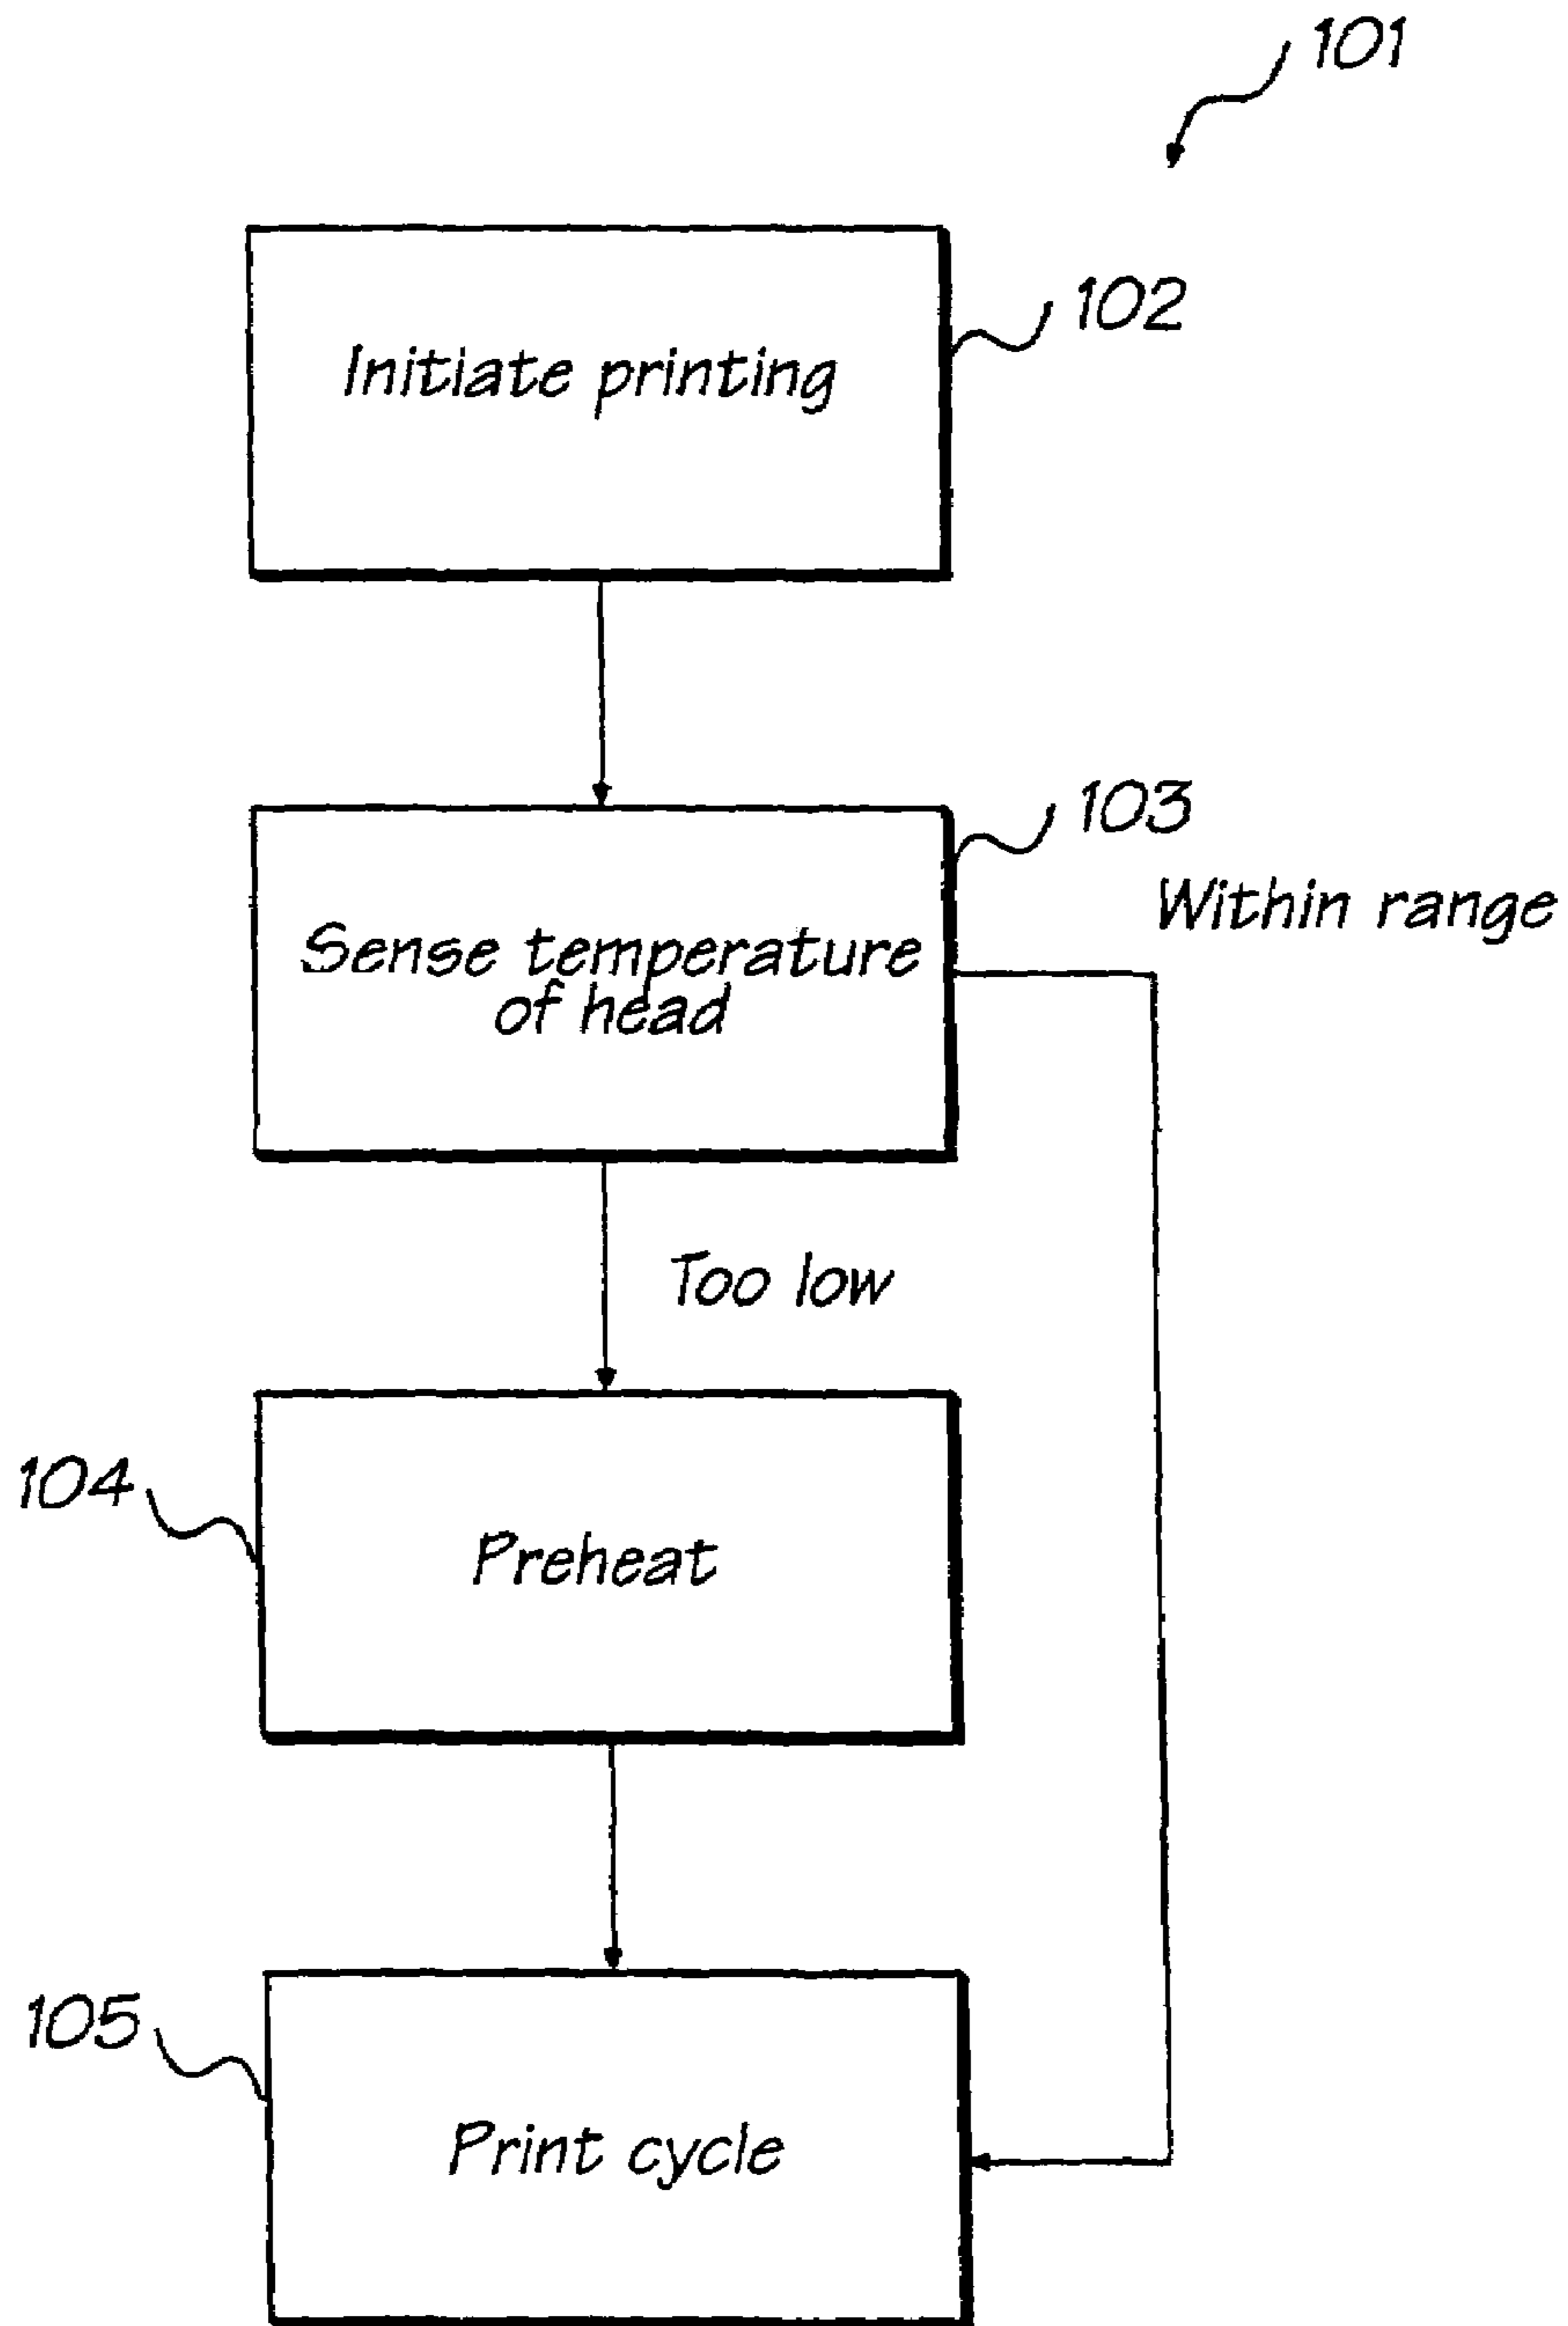 101
Initiate printing
102
103
Within range
Sense temperature
of head
Too low
104
Preheat
105
Print cycle